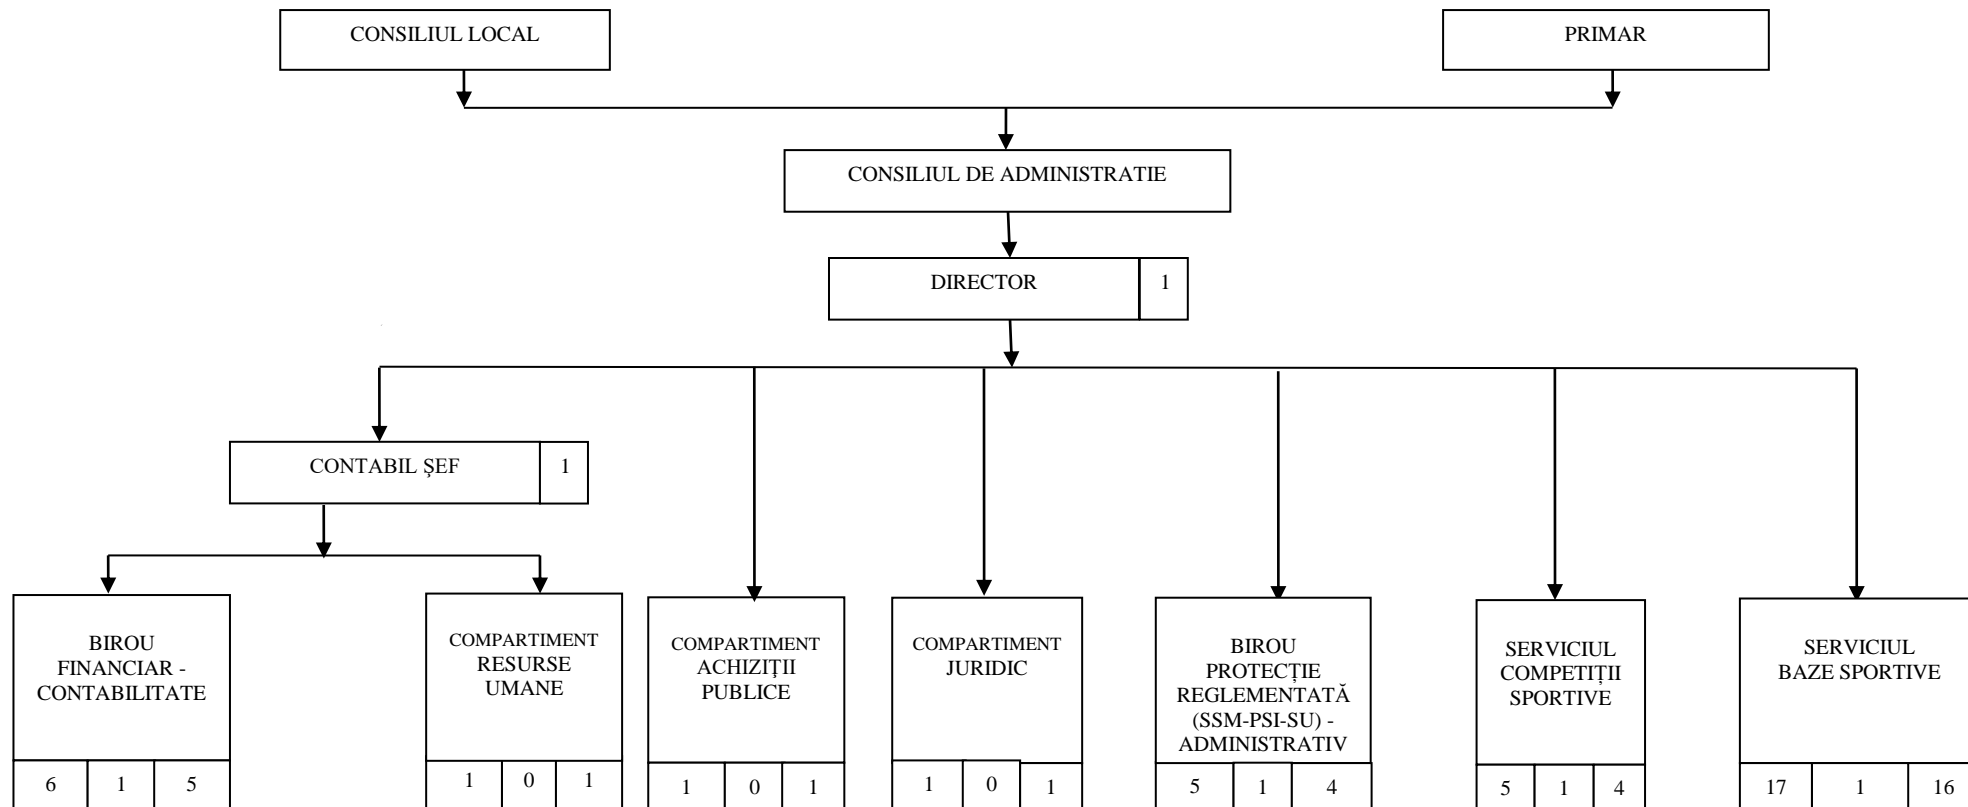 CONSILIUL LOCAL
PRIMAR
CONSILIUL DE ADMINISTRATIE
DIRECTOR
1
CONTABIL ŞEF
1
BIROU
FINANCIAR -
CONTABILITATE
6
1
5
COMPARTIMENT
RESURSE
UMANE
1
0
1
COMPARTIMENT
ACHIZIŢII
PUBLICE
1
0
1
COMPARTIMENT
JURIDIC
1
0
1
BIROU
PROTECȚIE
REGLEMENTATĂ
(SSM-PSI-SU) -
ADMINISTRATIV
5
1
4
SERVICIUL
COMPETIȚII
SPORTIVE
5
1
4
SERVICIUL
BAZE SPORTIVE
17
1
16